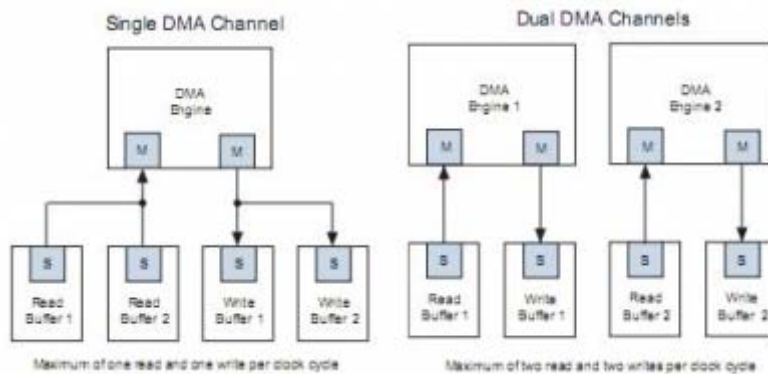 Single DMA Channel
DMA
Engine
M
M
S
S
S
S
Read
Buffer 1
Read
Buffer 2
Write
Buffer 1
Write
Buffer 2
Maximum of one read and one write per clock cycle
Dual DMA Channels
DMA
Engine 1
M
M
DMA
Engine 2
M
M
S
S
S
S
Read
Buffer 1
Write
Buffer 1
Read
Buffer 2
Write
Buffer 2
Maximum of two read and two writes per clock cycle